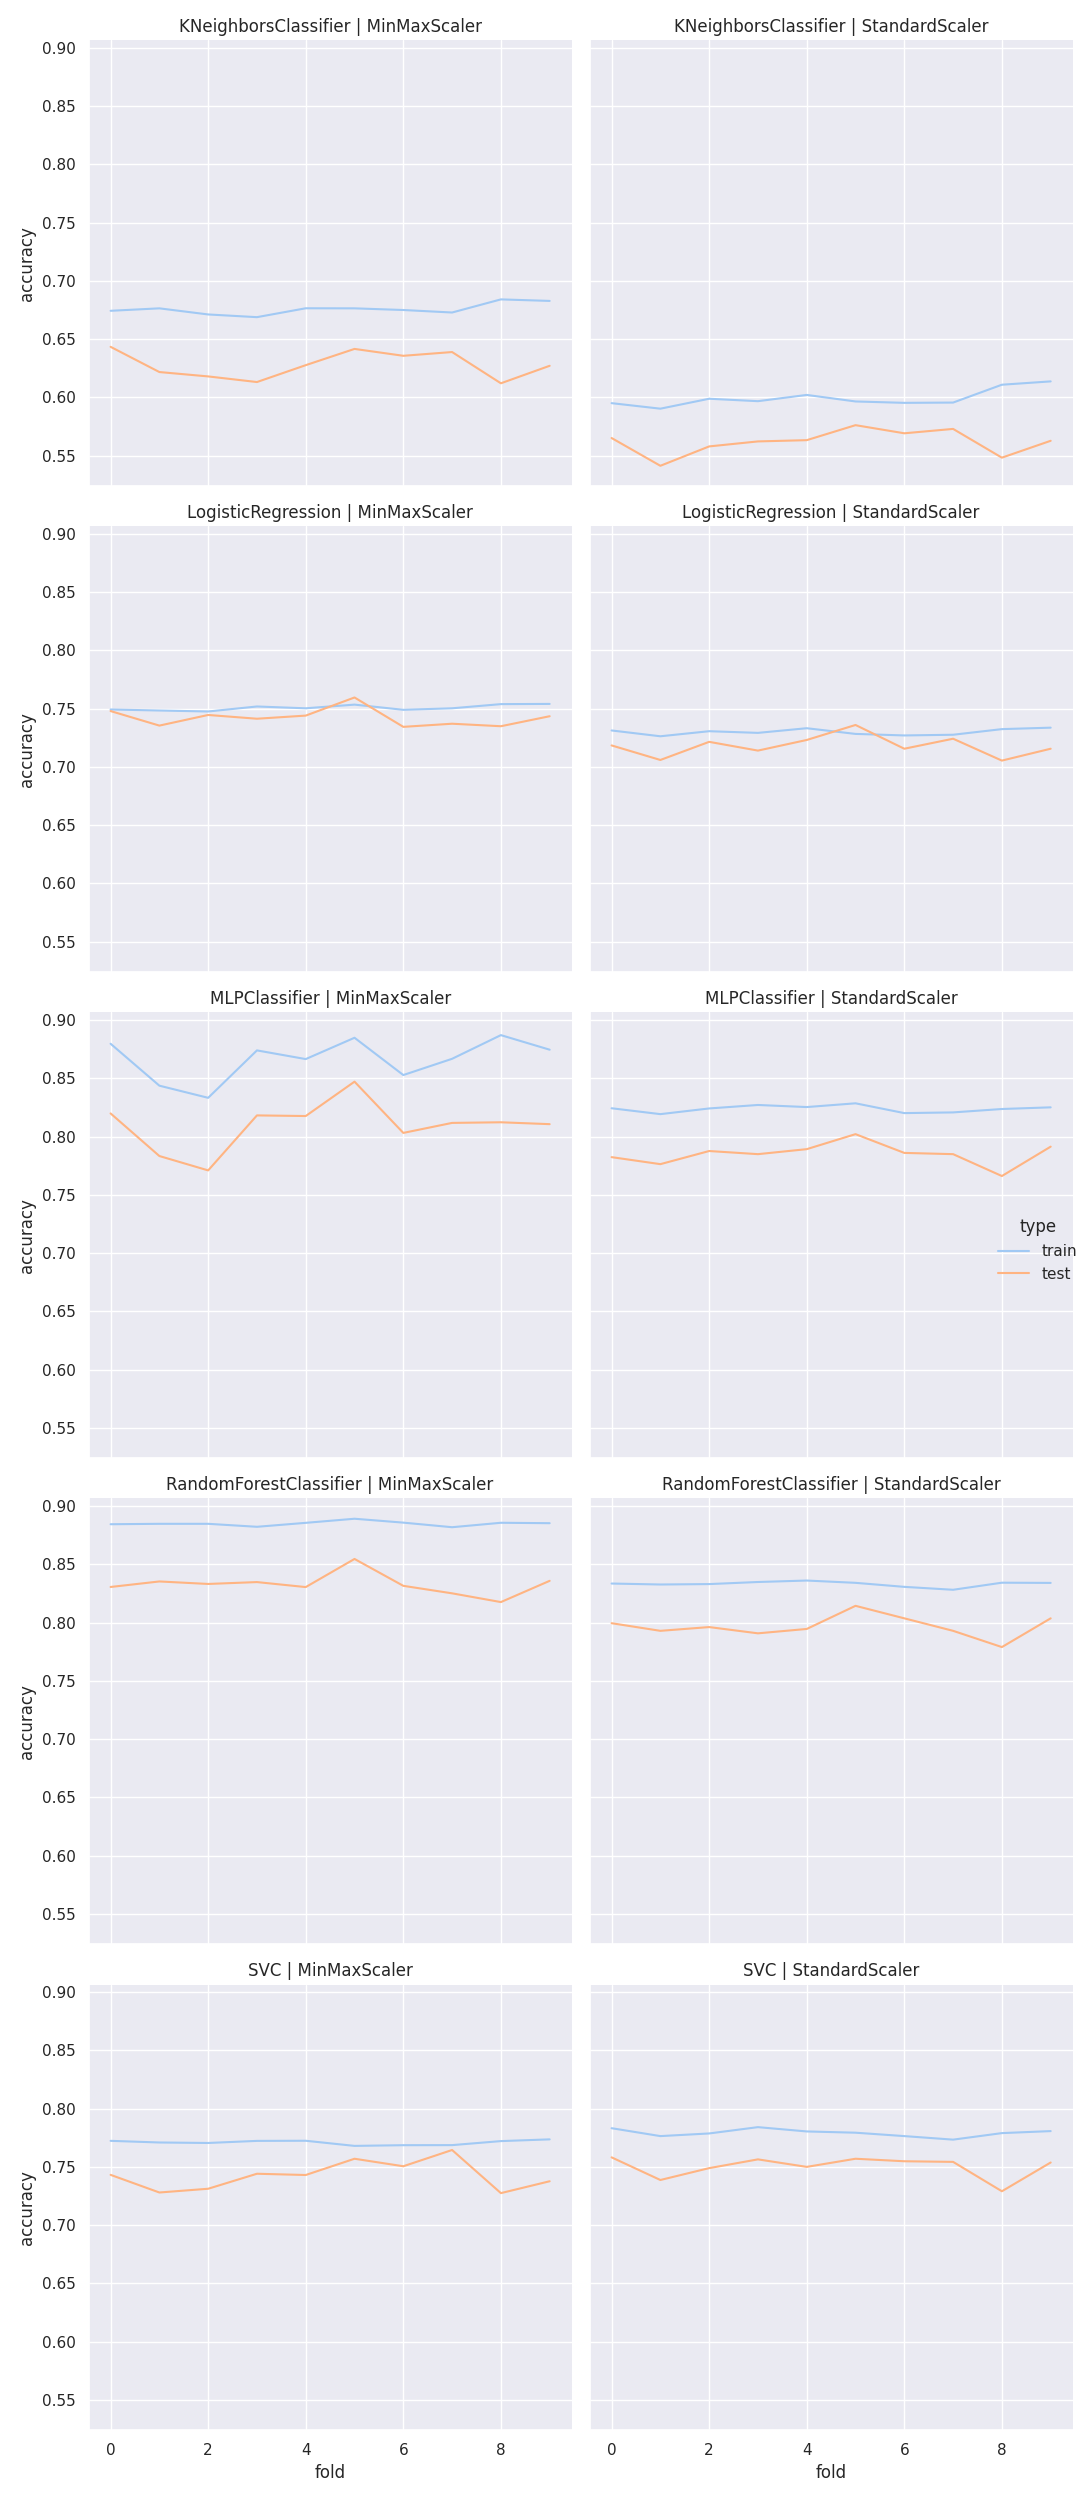 KNeighborsClassifier | MinMaxScaler
KNeighborsClassifier | StandardScaler
0.90
0.85
0.80
0.75
0.70
0.65
0.60
0.55
accuracy
LogisticRegression | MinMaxScaler
LogisticRegression | StandardScaler
0.90
0.85
0.80
0.75
0.70
0.65
0.60
0.55
accuracy
MLPClassifier | MinMaxScaler
MLPClassifier | StandardScaler
0.90
0.85
0.80
0.75
0.70
0.65
0.60
0.55
accuracy
type
train
test
RandomForestClassifier | MinMaxScaler
RandomForestClassifier | StandardScaler
0.90
0.85
0.80
0.75
0.70
0.65
0.60
0.55
accuracy
SVC | MinMaxScaler
SVC | StandardScaler
0.90
0.85
0.80
0.75
0.70
0.65
0.60
0.55
accuracy
0 2 4 6 8
0 2 4 6 8
fold
fold